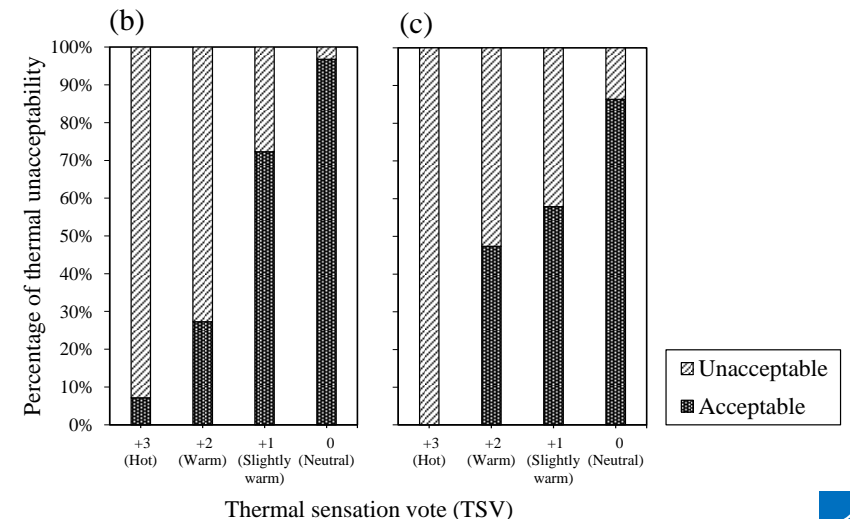 (b)
(c)
Percentage of thermal unacceptability
100%
90%
80%
70%
60%
50%
40%
30%
20%
10%
0%
+3
(Hot)
+2
(Warm)
+1
(Slightly
warm)
0
(Neutral)
+3
(Hot)
+2
(Warm)
+1
(Slightly
warm)
0
(Neutral)
Unacceptable
Acceptable
Thermal sensation vote (TSV)